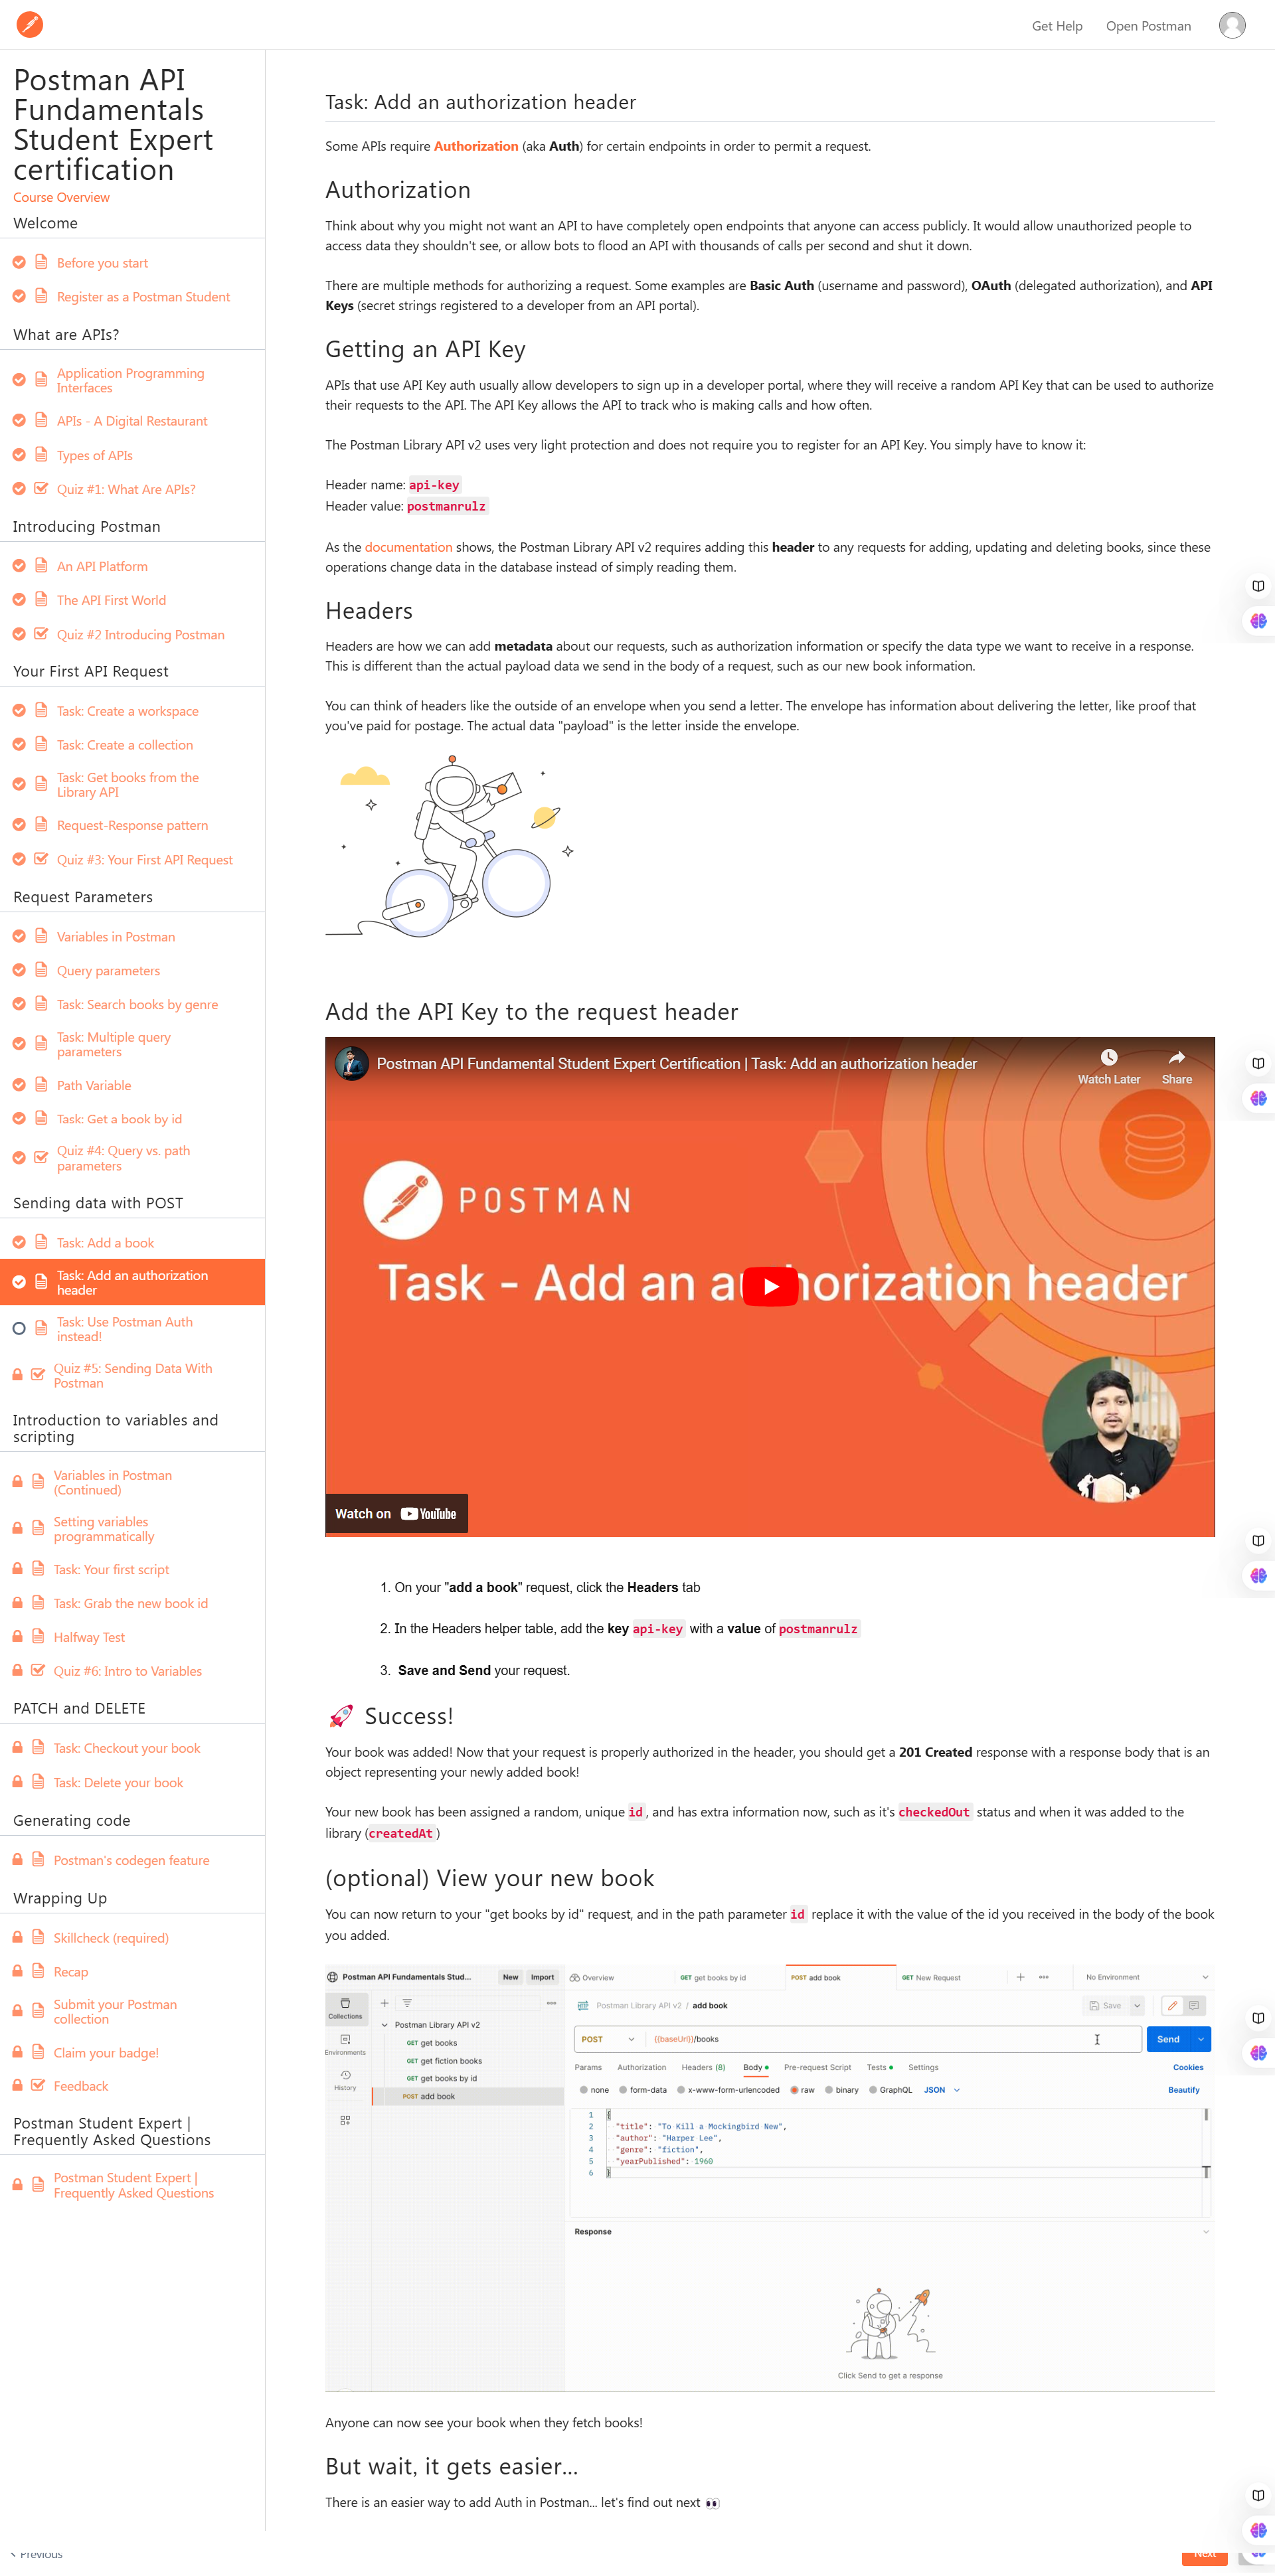 Get Help
Open Postman
Postman API
Fundamentals
Student Expert
certification
Course Overview
Welcome
Before you start
Register as a Postman Student
What are APIs?
Application Programming
Interfaces
APIs - A Digital Restaurant
Types of APIs
Quiz #1: What Are APIs?
Introducing Postman
An API Platform
The API First World
Quiz #2 Introducing Postman
Your First API Request
Task: Create a workspace
Task: Create a collection
Task: Get books from the
Library API
Request-Response pattern
Quiz #3: Your First API Request
Request Parameters
Variables in Postman
Query parameters
Task: Search books by genre
Task: Multiple query
parameters
Path Variable
Task: Get a book by id
Quiz #4: Query vs. path
parameters
Sending data with POST
Task: Add a book
Task: Add an authorization
header
Task: Use Postman Auth
instead!
Quiz #5: Sending Data With
Postman
Introduction to variables and
scripting
Variables in Postman
(Continued)
Setting variables
programmatically
Task: Your first script
Task: Grab the new book id
Halfway Test
Quiz #6: Intro to Variables
PATCH and DELETE
Task: Checkout your book
Task: Delete your book
Generating code
Postman's codegen feature
Wrapping Up
Skillcheck (required)
Recap
Submit your Postman
collection
Claim your badge!
Feedback
Postman Student Expert |
Frequently Asked Questions
Postman Student Expert |
Frequently Asked Questions
Task: Add an authorization header
Some APIs require Authorization (aka Auth) for certain endpoints in order to permit a request.
Authorization
Think about why you might not want an API to have completely open endpoints that anyone can access publicly. It would allow unauthorized people to
access data they shouldn't see, or allow bots to flood an API with thousands of calls per second and shut it down.
There are multiple methods for authorizing a request. Some examples are Basic Auth (username and password), OAuth (delegated authorization), and API
Keys (secret strings registered to a developer from an API portal).
Getting an API Key
APIs that use API Key auth usually allow developers to sign up in a developer portal, where they will receive a random API Key that can be used to authorize
their requests to the API. The API Key allows the API to track who is making calls and how often.
The Postman Library API v2 uses very light protection and does not require you to register for an API Key. You simply have to know it:
Header name: api-key
Header value: postmanrulz
As the documentation shows, the Postman Library API v2 requires adding this header to any requests for adding, updating and deleting books, since these
operations change data in the database instead of simply reading them.
Headers
Headers are how we can add metadata about our requests, such as authorization information or specify the data type we want to receive in a response.
This is different than the actual payload data we send in the body of a request, such as our new book information.
You can think of headers like the outside of an envelope when you send a letter. The envelope has information about delivering the letter, like proof that
you've paid for postage. The actual data "payload" is the letter inside the envelope.
Add the API Key to the request header
Postman API Fundamental Student Expert Certification | Task: Add an authorization header
Watch Later
Share
POSTMAN
Task - Add an authorization header
Watch on YouTube
1. On your "add a book" request, click the Headers tab
2. In the Headers helper table, add the key api-key with a value of postmanrulz
3. Save and Send your request.
🚀 Success!
Your book was added! Now that your request is properly authorized in the header, you should get a 201 Created response with a response body that is an
object representing your newly added book!
Your new book has been assigned a random, unique id, and has extra information now, such as it's checkedOut status and when it was added to the
library (createdAt)
(optional) View your new book
You can now return to your "get books by id" request, and in the path parameter id replace it with the value of the id you received in the body of the book
you added.
Postman API Fundamentals Stud...
New
Import
Overview
GET get books by id
POST add book
GET New Request
No Environment
Collections
Environments
History
Postman Library API v2
GET get books
GET get fiction books
GET get books by id
POST add book
Postman Library API v2 / add book
Save
POST
{{baseUrl}}/books
Send
Params Authorization Headers (8) Body Pre-request Script Tests Settings
Cookies
none form-data x-www-form-urlencoded raw binary GraphQL JSON
Beautify
1 {
2 "title": "To Kill a Mockingbird New",
3 "author": "Harper Lee",
4 "genre": "fiction",
5 "yearPublished": 1960
6 }
Response
Click Send to get a response
Anyone can now see your book when they fetch books!
But wait, it gets easier...
There is an easier way to add Auth in Postman... let's find out next 👀
Previous
Next